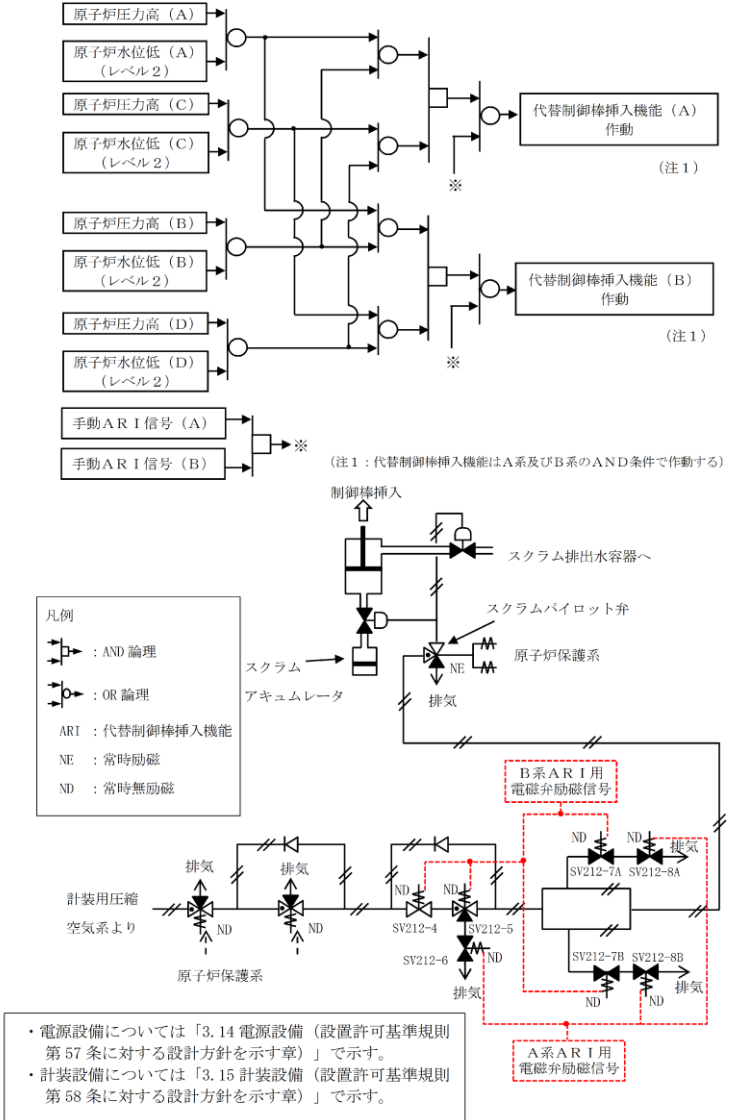 原子炉圧力高（A）
原子炉水位低（A）
（レベル２）
原子炉圧力高（C）
原子炉水位低（C）
（レベル２）
原子炉圧力高（B）
原子炉水位低（B）
（レベル２）
原子炉圧力高（D）
原子炉水位低（D）
（レベル２）
代替制御棒挿入機能（A）
作動
（注１）
※
代替制御棒挿入機能（B）
作動
（注１）
※
手動ＡＲＩ信号（A）
手動ＡＲＩ信号（B）
※
（注１：代替制御棒挿入機能はＡ系及びＢ系のAND条件で作動する）
制御棒挿入
スクラム排出水容器へ
スクラムパイロット弁
原子炉保護系
NE
排気
スクラム
アキュムレータ
凡例
：AND 論理
：OR 論理
ARI ：代替制御棒挿入機能
NE ：常時励磁
ND ：常時無励磁
Ｂ系ＡＲＩ用
電磁弁励磁信号
ND
ND
排気
SV212-7A
SV212-8A
計装用圧縮
空気系より
排気
ND
排気
ND
原子炉保護系
ND
ND
SV212-4
SV212-5
SV212-6
ND
排気
SV212-7B
SV212-8B
排気
ND
ND
Ａ系ＡＲＩ用
電磁弁励磁信号
・電源設備については「3.14 電源設備（設置許可基準規則
第 57 条に対する設計方針を示す章）」で示す。
・計装設備については「3.15 計装設備（設置許可基準規則
第 58 条に対する設計方針を示す章）」で示す。